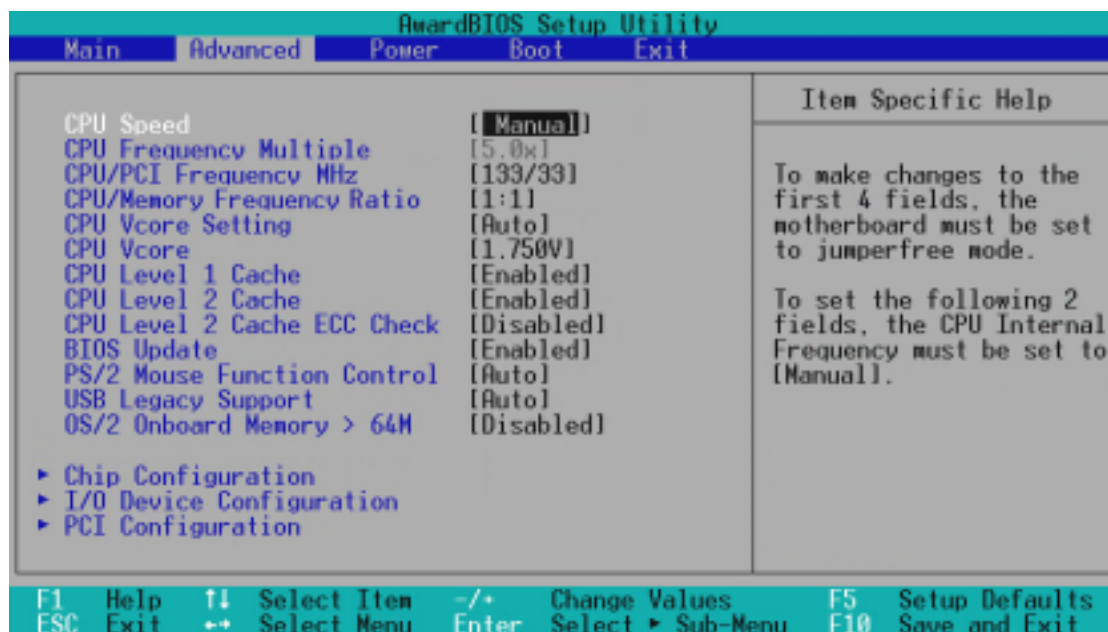 AwardBIOS Setup Utility
Main Advanced Power Boot Exit
Item Specific Help
CPU Speed [ Manual]
CPU Frequency Multiple [5.0x]
CPU/PCI Frequency MHz [133/33]
CPU/Memory Frequency Ratio [1:1]
CPU Vcore Setting [Auto]
CPU Vcore [1.750V]
CPU Level 1 Cache [Enabled]
CPU Level 2 Cache [Enabled]
CPU Level 2 Cache ECC Check [Disabled]
BIOS Update [Enabled]
PS/2 Mouse Function Control [Auto]
USB Legacy Support [Auto]
OS/2 Onboard Memory > 64M [Disabled]
▸ Chip Configuration
▸ I/O Device Configuration
▸ PCI Configuration
To make changes to the
first 4 fields, the
motherboard must be set
to jumperfree mode.
To set the following 2
fields, the CPU Internal
Frequency must be set to
[Manual].
F1 Help ↑↓ Select Item -/+ Change Values F5 Setup Defaults
ESC Exit ←→ Select Menu Enter Select ▸ Sub-Menu F10 Save and Exit